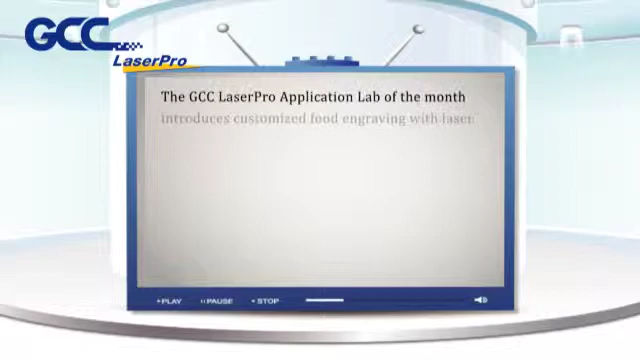 GCC
LaserPro
The GCC LaserPro Application Lab of the month
introduces customized food engraving with laser.
PLAY PAUSE STOP